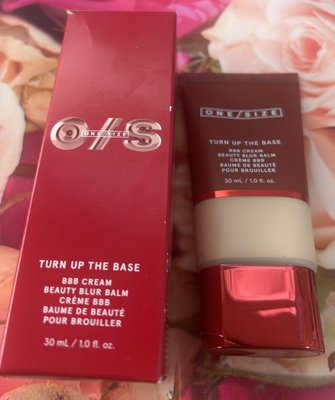 O/S
ONE/SIZE
TURN UP THE BASE
BBB CREAM
BEAUTY BLUR BALM
CRÈME BBB
BAUME DE BEAUTÉ
POUR BROUILLER
30 mL / 1.0 fl. oz.
ONE/SIZE
TURN UP THE BASE
BBB CREAM
BEAUTY BLUR BALM
CRÈME BBB
BAUME DE BEAUTÉ
POUR BROUILLER
30 mL / 1.0 fl. oz.